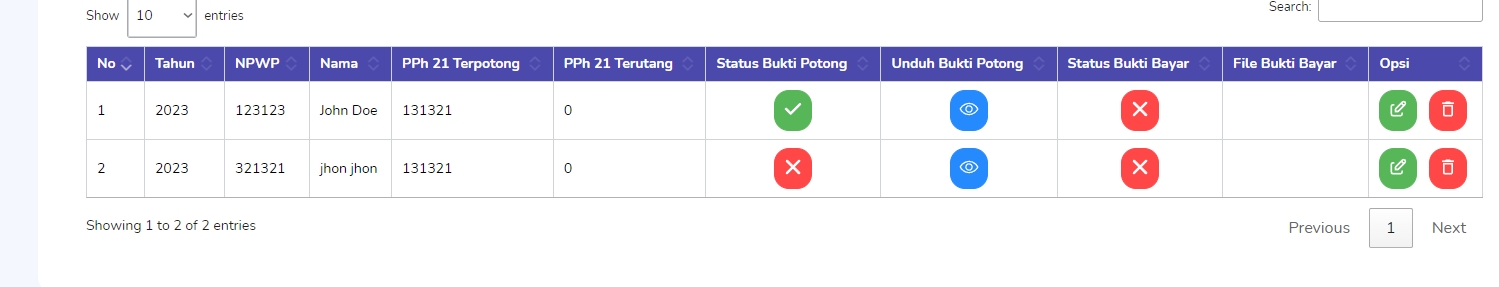 Show 10 entries
Search:
No Tahun NPWP Nama PPh 21 Terpotong PPh 21 Terutang Status Bukti Potong Unduh Bukti Potong Status Bukti Bayar File Bukti Bayar Opsi
1 2023 123123 John Doe 131321 0
2 2023 321321 jhon jhon 131321 0
Showing 1 to 2 of 2 entries
Previous 1 Next